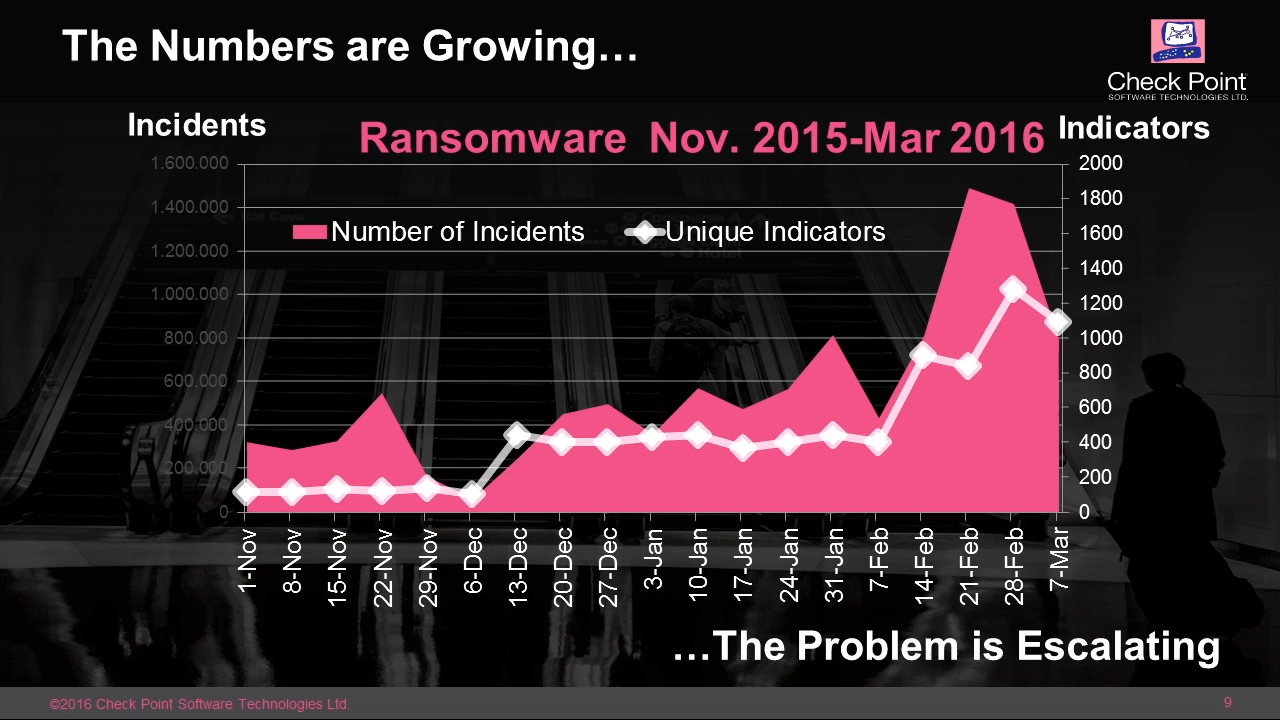 The Numbers are Growing…
Check Point
SOFTWARE TECHNOLOGIES LTD.
Incidents
Ransomware Nov. 2015-Mar 2016
Indicators
1.600.000
1.400.000
1.200.000
1.000.000
800.000
600.000
400.000
200.000
0
Number of Incidents
Unique Indicators
2000
1800
1600
1400
1200
1000
800
600
400
200
0
1-Nov
8-Nov
15-Nov
22-Nov
29-Nov
6-Dec
13-Dec
20-Dec
27-Dec
3-Jan
10-Jan
17-Jan
24-Jan
31-Jan
7-Feb
14-Feb
21-Feb
28-Feb
7-Mar
…The Problem is Escalating
©2016 Check Point Software Technologies Ltd.
9